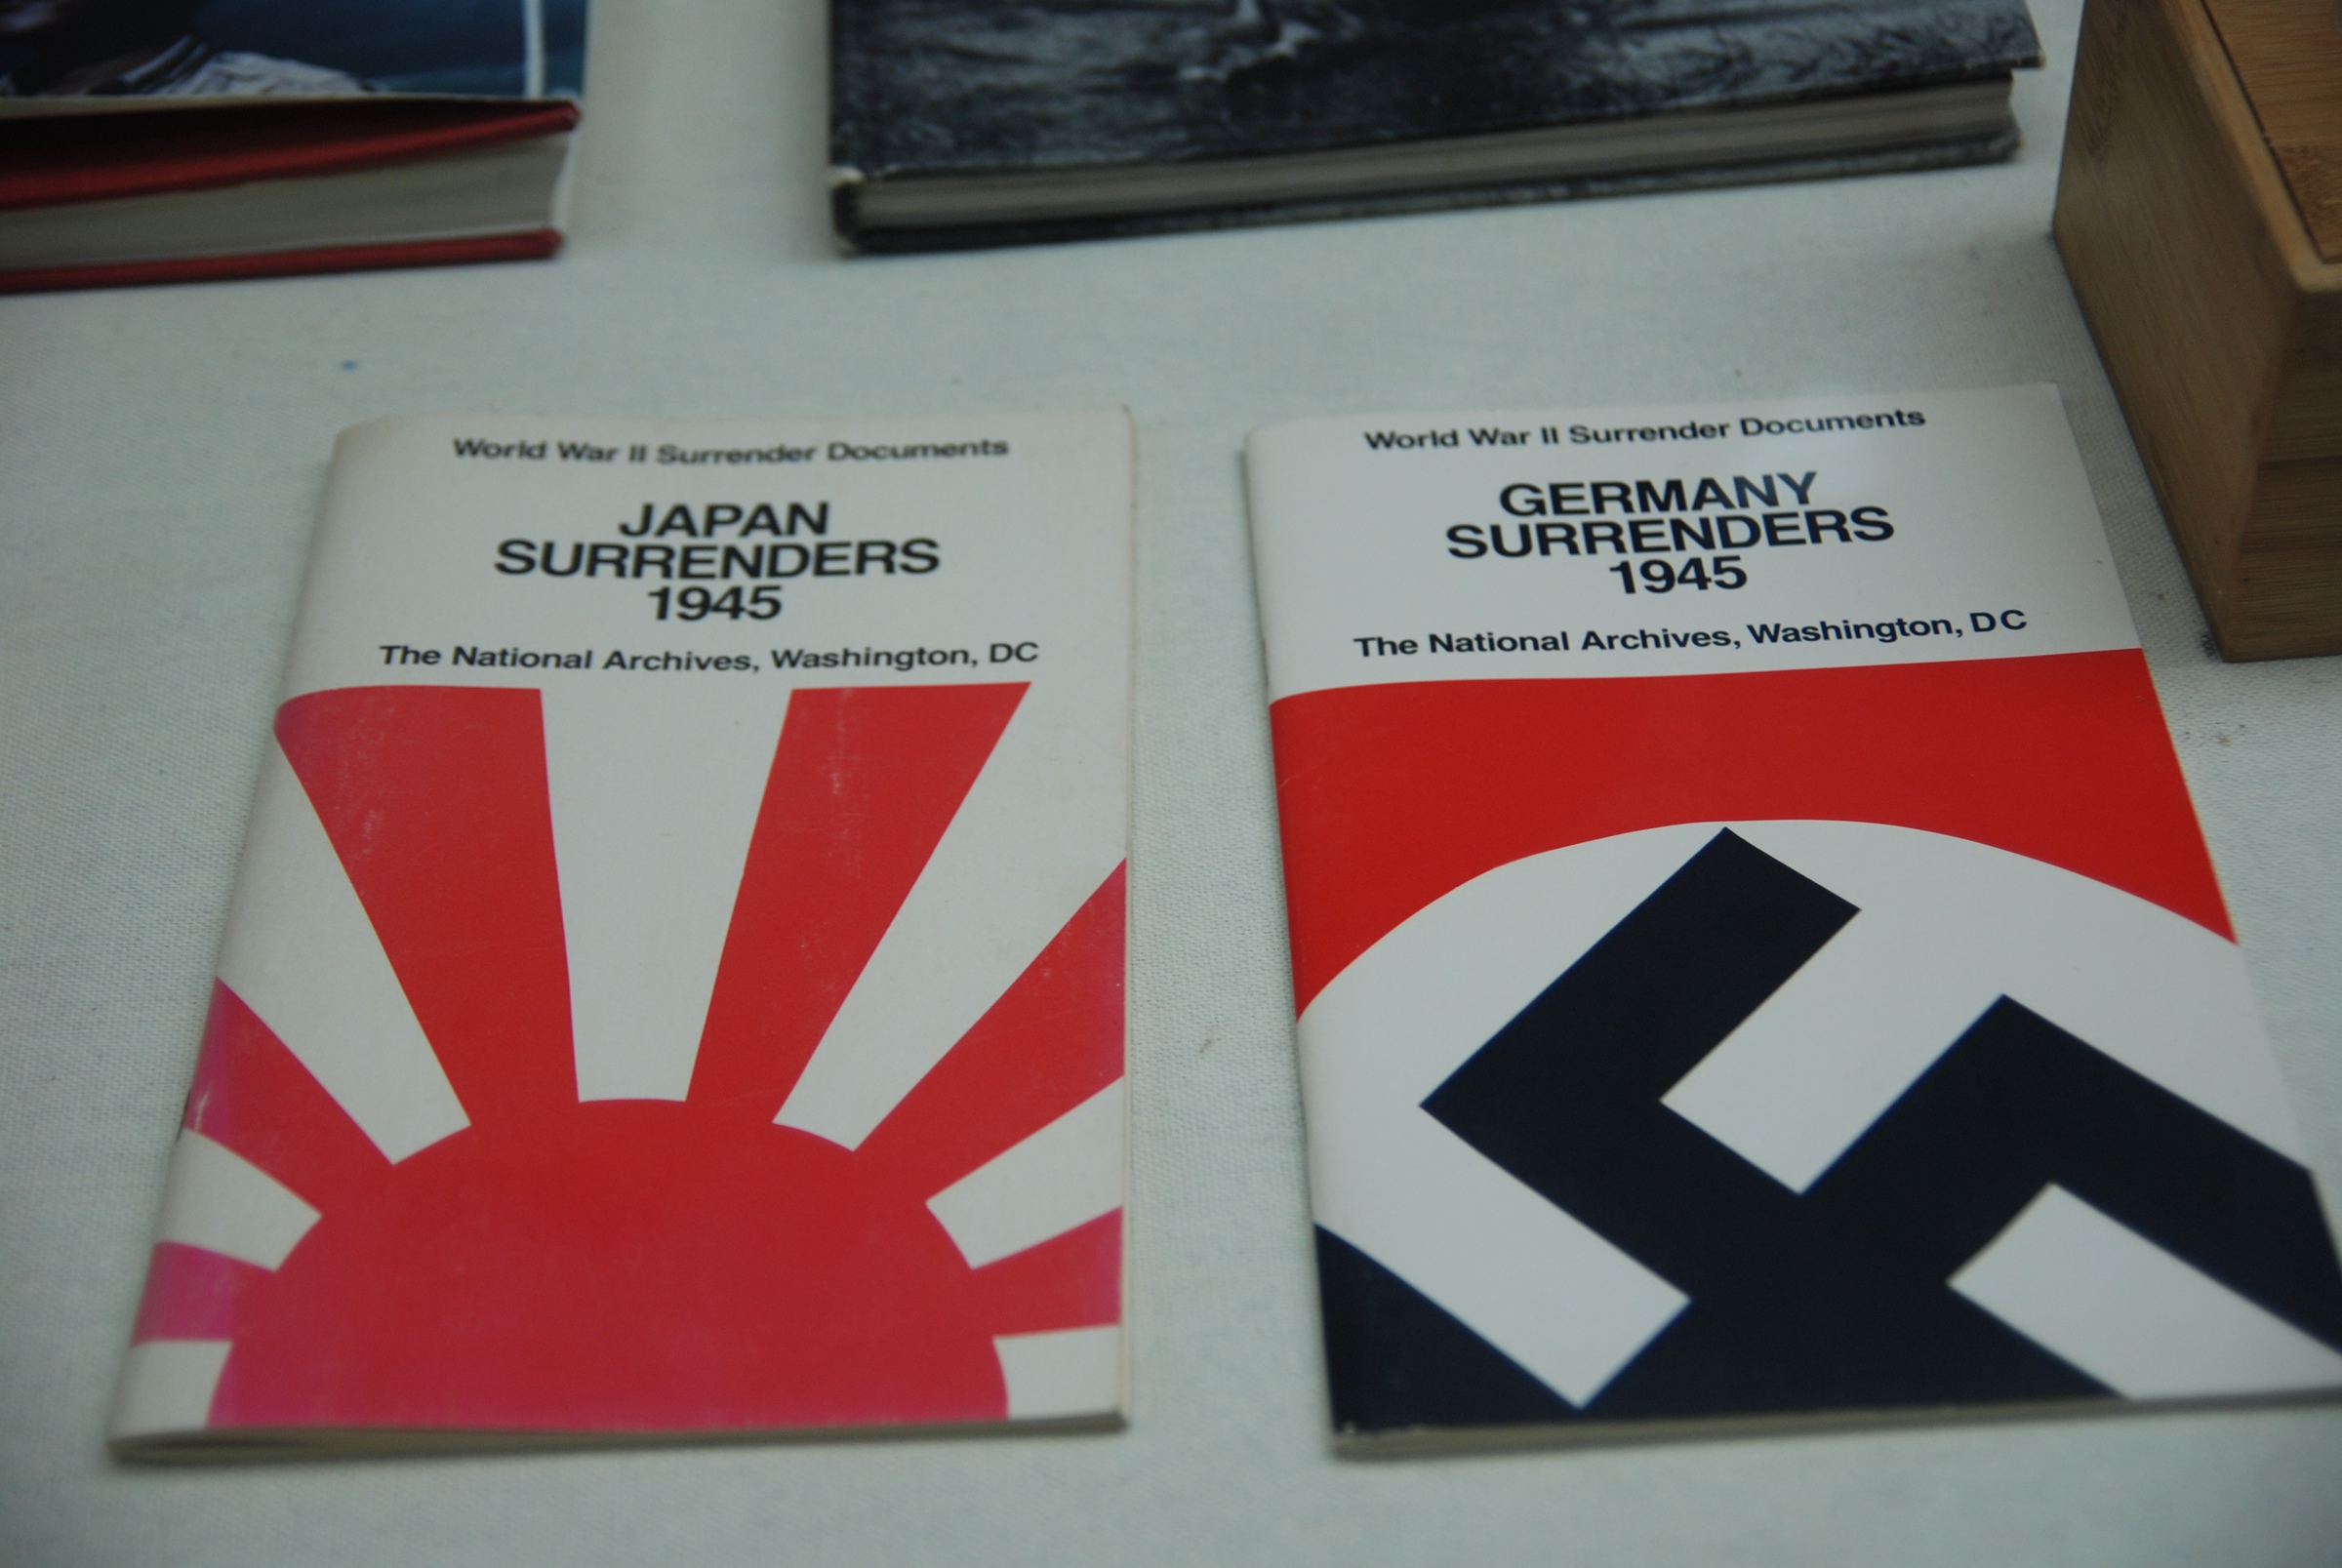 World War II Surrender Documents
JAPAN
SURRENDERS
1945
The National Archives, Washington, DC
World War II Surrender Documents
GERMANY
SURRENDERS
1945
The National Archives, Washington, DC